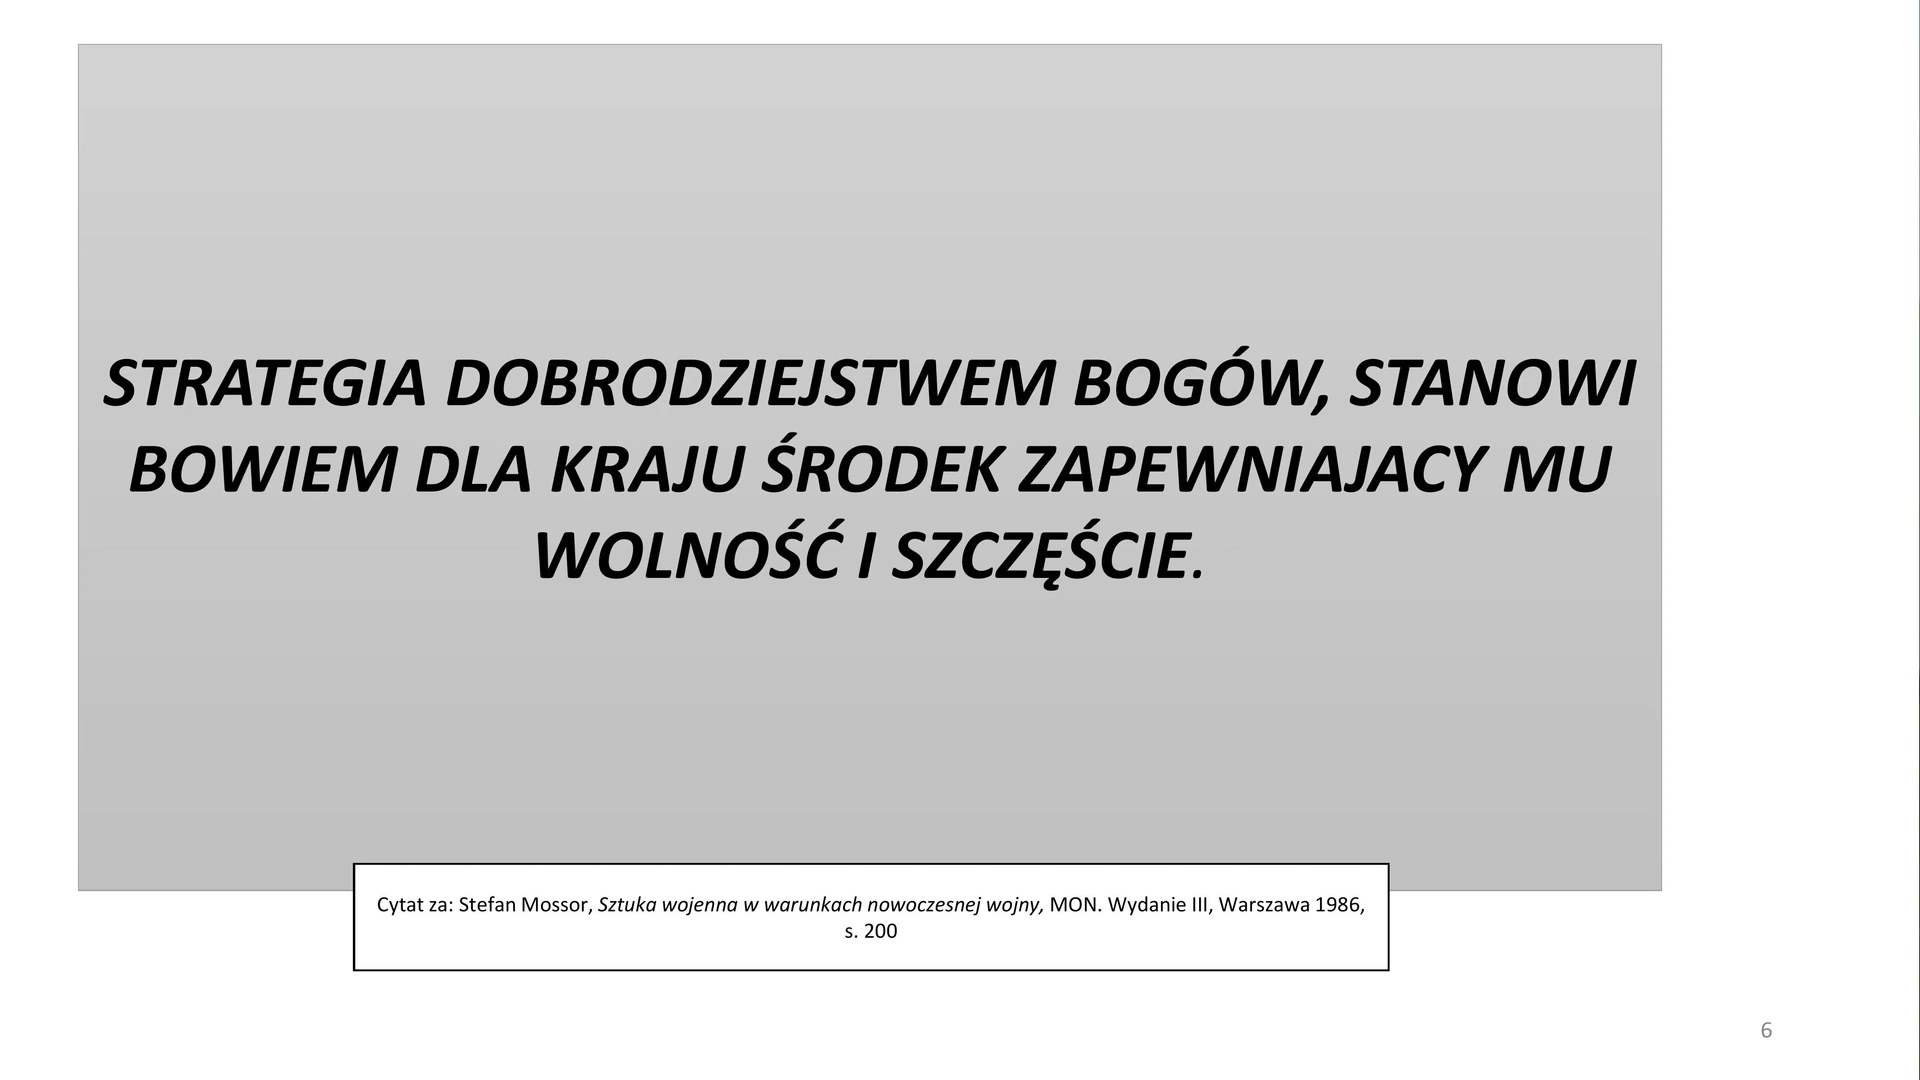 STRATEGIA DOBRODZIEJSTWEM BOGÓW, STANOWI
BOWIEM DLA KRAJU ŚRODEK ZAPEWNIAJACY MU
WOLNOŚĆ I SZCZĘŚCIE.
Cytat za: Stefan Mossor, Sztuka wojenna w warunkach nowoczesnej wojny, MON. Wydanie III, Warszawa 1986,
s. 200
6